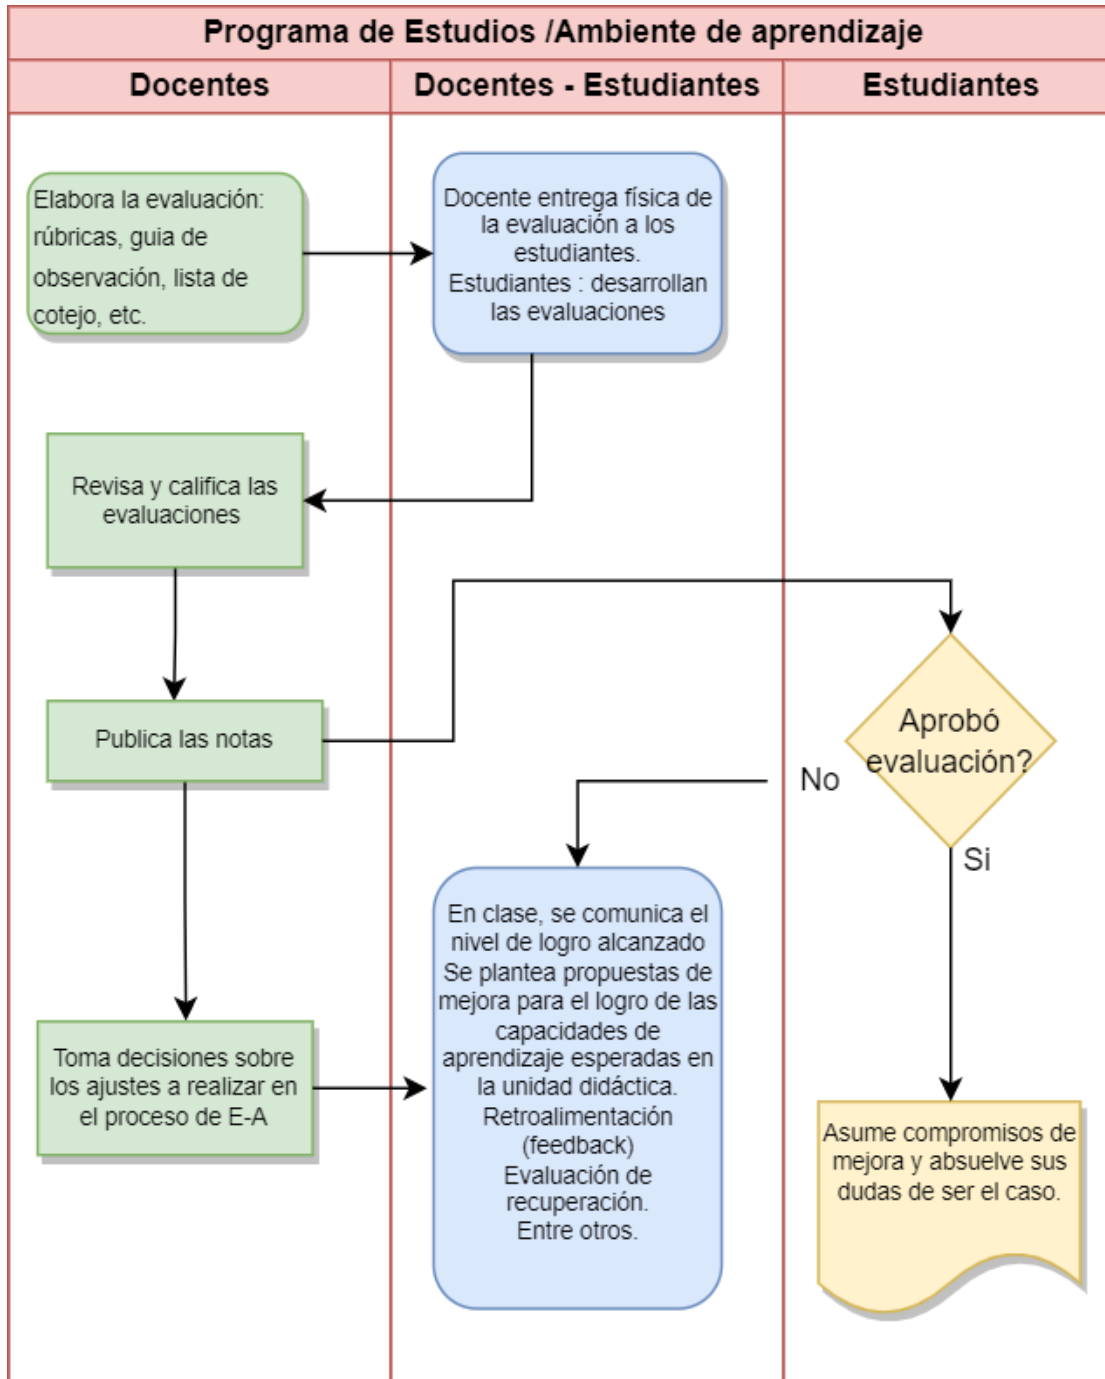 Programa de Estudios /Ambiente de aprendizaje
Docentes
Docentes - Estudiantes
Estudiantes
Elabora la evaluación:
rúbricas, guia de
observación, lista de
cotejo, etc.
Docente entrega física de
la evaluación a los
estudiantes.
Estudiantes : desarrollan
las evaluaciones
Revisa y califica las
evaluaciones
Publica las notas
Aprobó
evaluación?
No
Si
En clase, se comunica el
nivel de logro alcanzado
Se plantea propuestas de
mejora para el logro de las
capacidades de
aprendizaje esperadas en
la unidad didáctica.
Retroalimentación
(feedback)
Evaluación de
recuperación.
Entre otros.
Toma decisiones sobre
los ajustes a realizar en
el proceso de E-A
Asume compromisos de
mejora y absuelve sus
dudas de ser el caso.